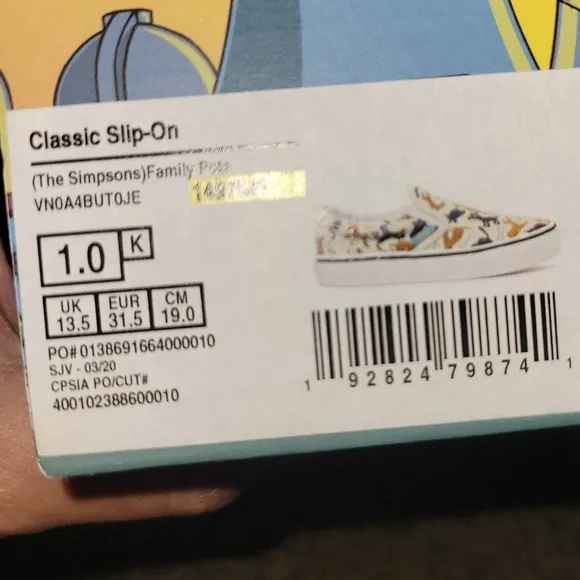 Classic Slip-On
(The Simpsons)Family Pets
VN0A4BUT0JE
1.0 K
UK 13.5
EUR 31.5
CM 19.0
PO# 0138691664000010
SJV - 03/20
CPSIA PO/CUT#
400102388600010
1 92824 79874 1